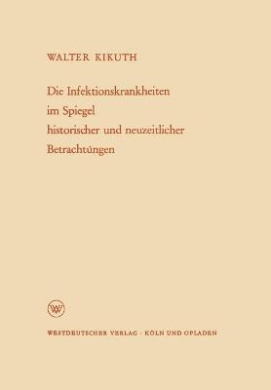 WALTER KIKUTH
Die Infektionskrankheiten
im Spiegel
historischer und neuzeitlicher
Betrachtungen
WESTDEUTSCHER VERLAG · KÖLN UND OPLADEN